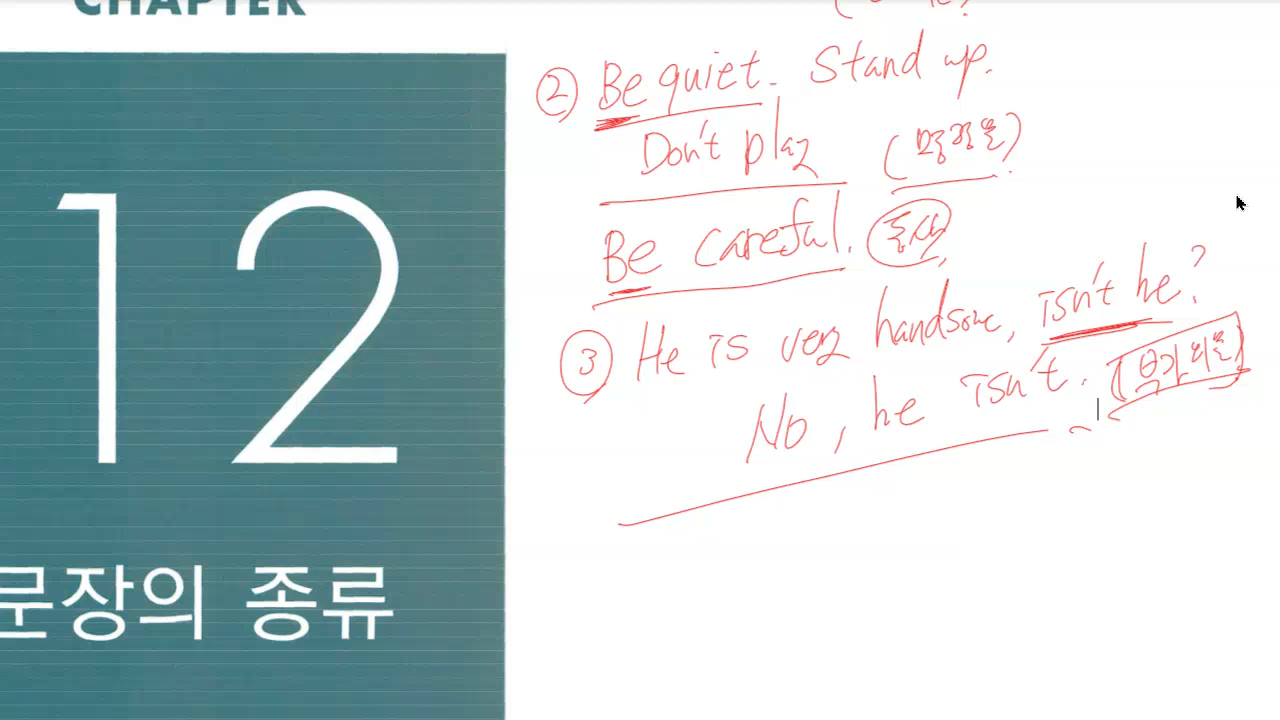 CHAPTER
12
문장의 종류
② Be quiet. Stand up.
Don't play (명령문)
Be careful. 동사
③ He is very handsome, isn't he?
No, he isn't. (부가의문)